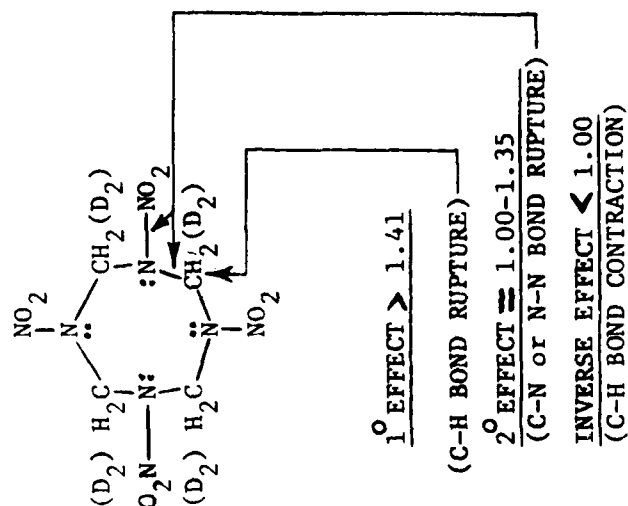 NO₂
(D₂) H₂C N CH₂ (D₂)
O₂N–N N–NO₂
(D₂) H₂C N CH₂ (D₂)
NO₂
1° EFFECT > 1.41
(C-H BOND RUPTURE)
2° EFFECT = 1.00-1.35
(C-N or N-N BOND RUPTURE)
INVERSE EFFECT < 1.00
(C-H BOND CONTRACTION)